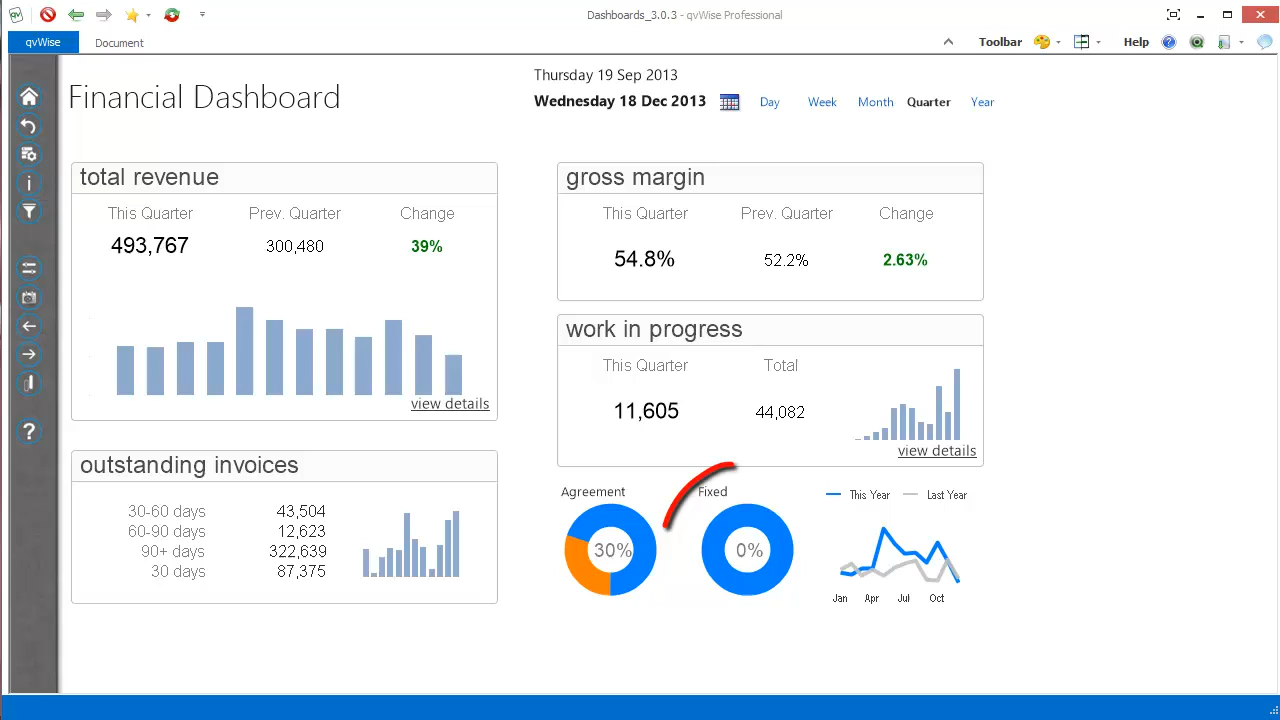 Dashboards_3.0.3 - qvWise Professional
qvWise Document Toolbar Help
Financial Dashboard
Thursday 19 Sep 2013
Wednesday 18 Dec 2013 Day Week Month Quarter Year
total revenue
This Quarter Prev. Quarter Change
493,767 300,480 39%
view details
gross margin
This Quarter Prev. Quarter Change
54.8% 52.2% 2.63%
work in progress
This Quarter Total
11,605 44,082
view details
outstanding invoices
30-60 days 43,504
60-90 days 12,623
90+ days 322,639
30 days 87,375
Agreement
30%
Fixed
0%
This Year Last Year
Jan Apr Jul Oct